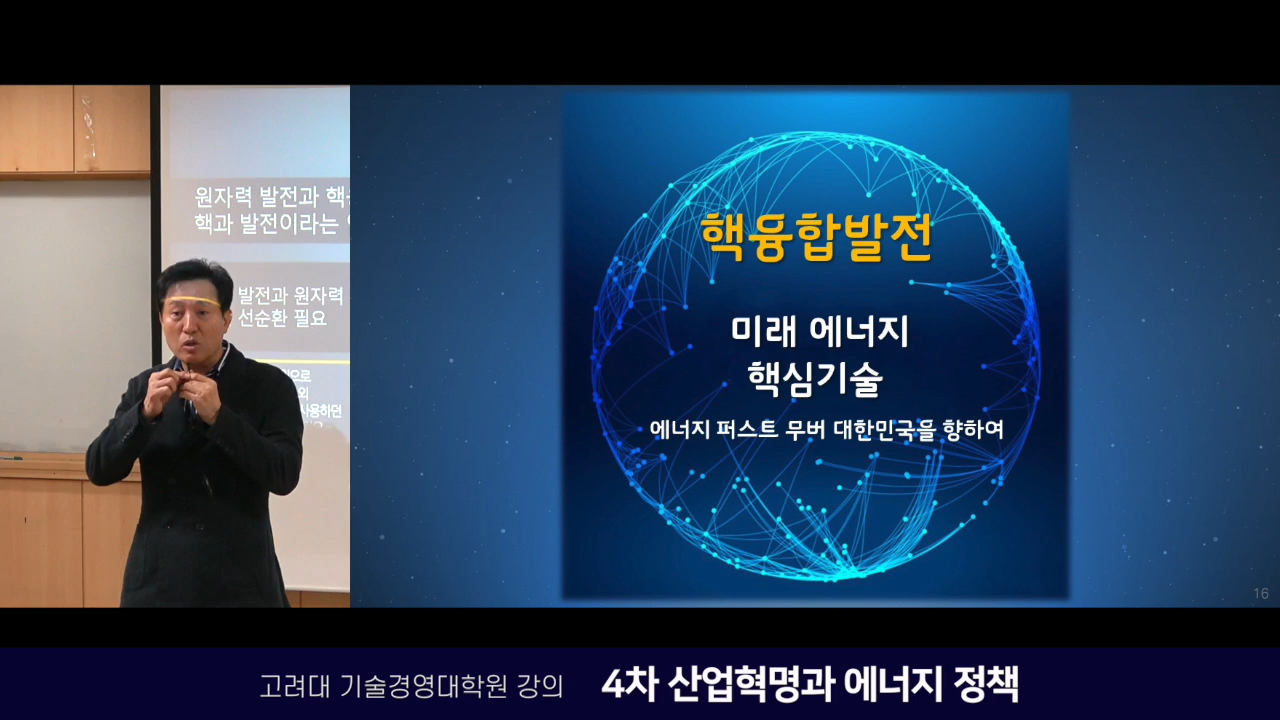 원자력 발전과 핵
핵과 발전이라는
발전과 원자력
선순환 필요
사용하던
핵융합발전
미래 에너지
핵심기술
에너지 퍼스트 무버 대한민국을 향하여
16
고려대 기술경영대학원 강의 4차 산업혁명과 에너지 정책